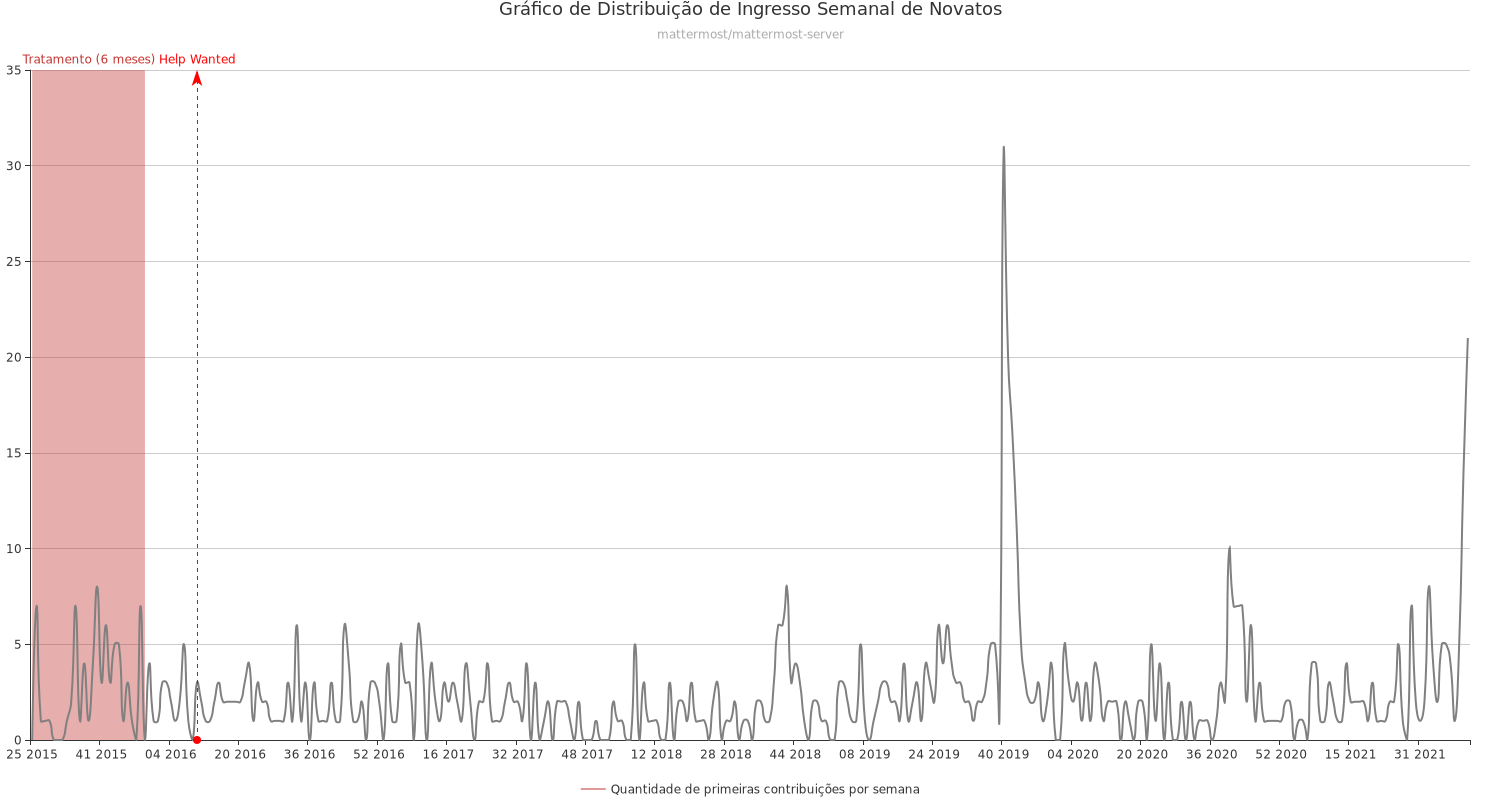 Gráfico de Distribuição de Ingresso Semanal de Novatos
mattermost/mattermost-server
Tratamento (6 meses) Help Wanted
35
30
25
20
15
10
5
0
25 2015 41 2015 04 2016 20 2016 36 2016 52 2016 16 2017 32 2017 48 2017 12 2018 28 2018 44 2018 08 2019 24 2019 40 2019 04 2020 20 2020 36 2020 52 2020 15 2021 31 2021
Quantidade de primeiras contribuições por semana